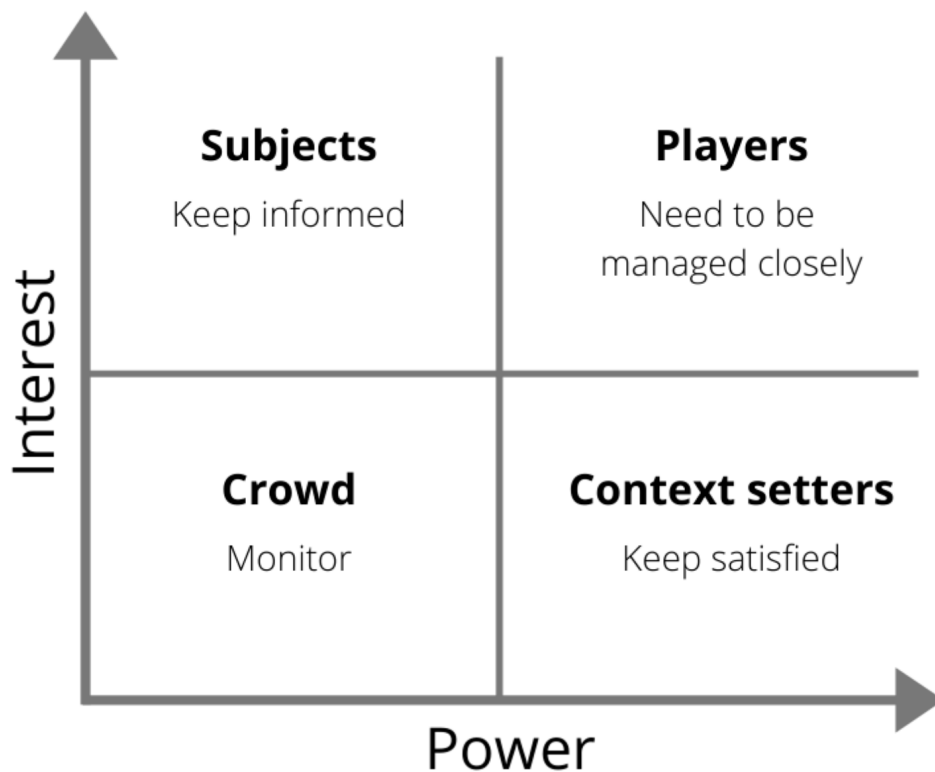 Subjects
Keep informed
Players
Need to be
managed closely
Interest
Crowd
Monitor
Context setters
Keep satisfied
Power